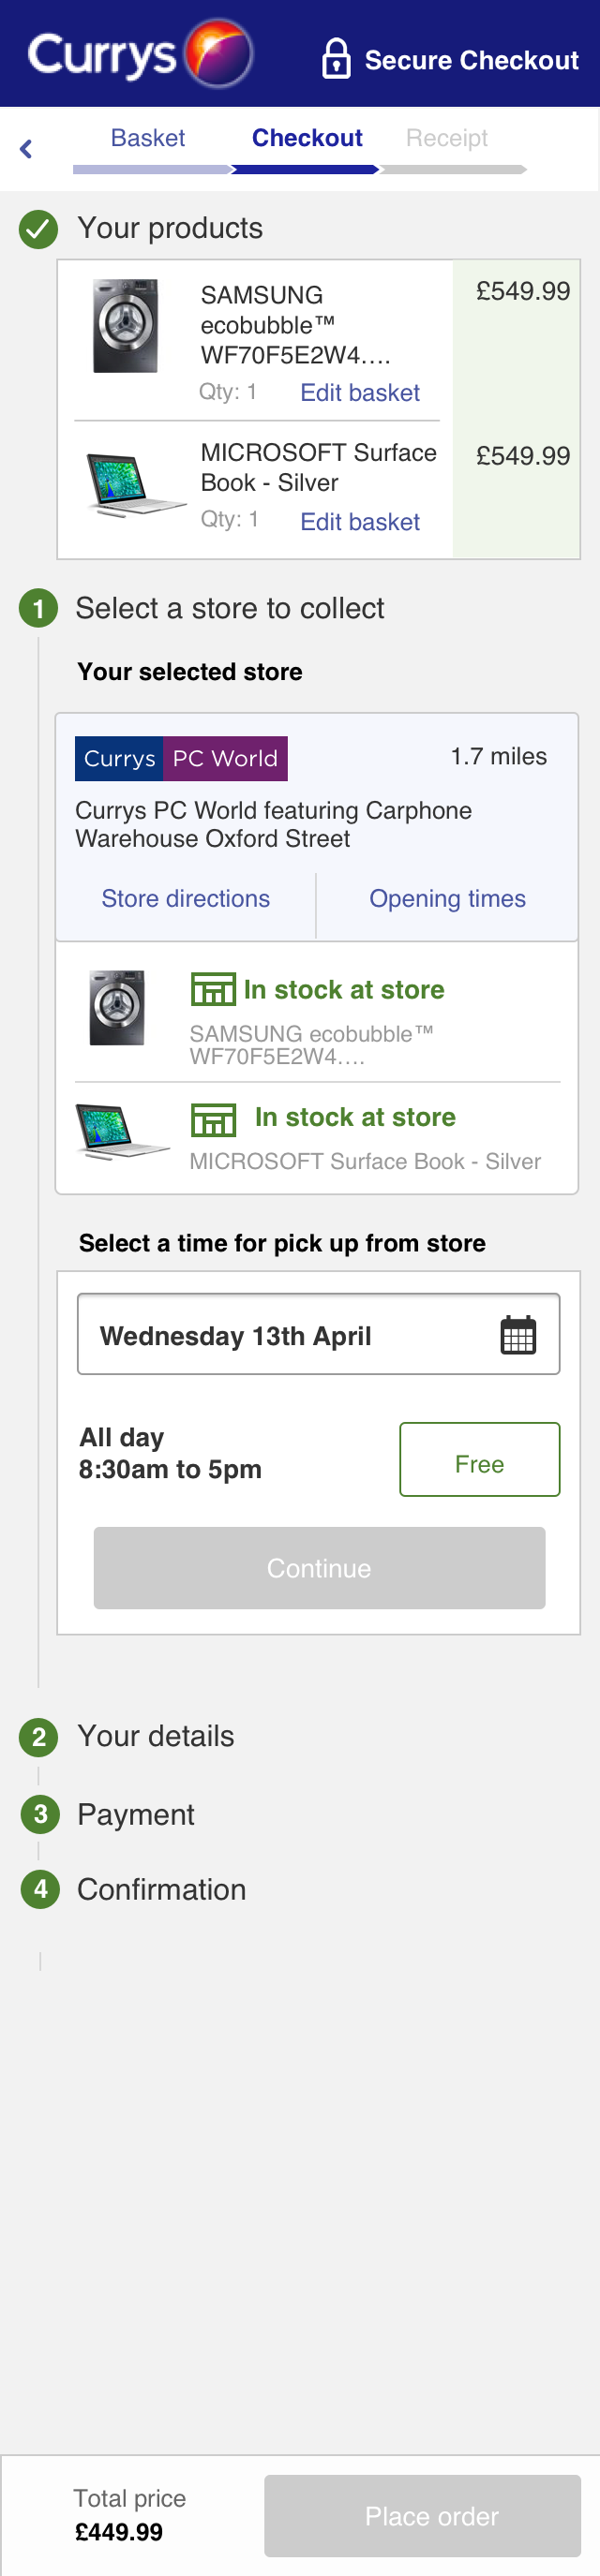 Currys
Secure Checkout
Basket
Checkout
Receipt
Your products
SAMSUNG
ecobubble™
WF70F5E2W4....
£549.99
Qty: 1
Edit basket
MICROSOFT Surface
Book - Silver
£549.99
Qty: 1
Edit basket
1
Select a store to collect
Your selected store
Currys PC World
1.7 miles
Currys PC World featuring Carphone
Warehouse Oxford Street
Store directions
Opening times
In stock at store
SAMSUNG ecobubble™
WF70F5E2W4....
In stock at store
MICROSOFT Surface Book - Silver
Select a time for pick up from store
Wednesday 13th April
All day
8:30am to 5pm
Free
Continue
2
Your details
3
Payment
4
Confirmation
Total price
£449.99
Place order